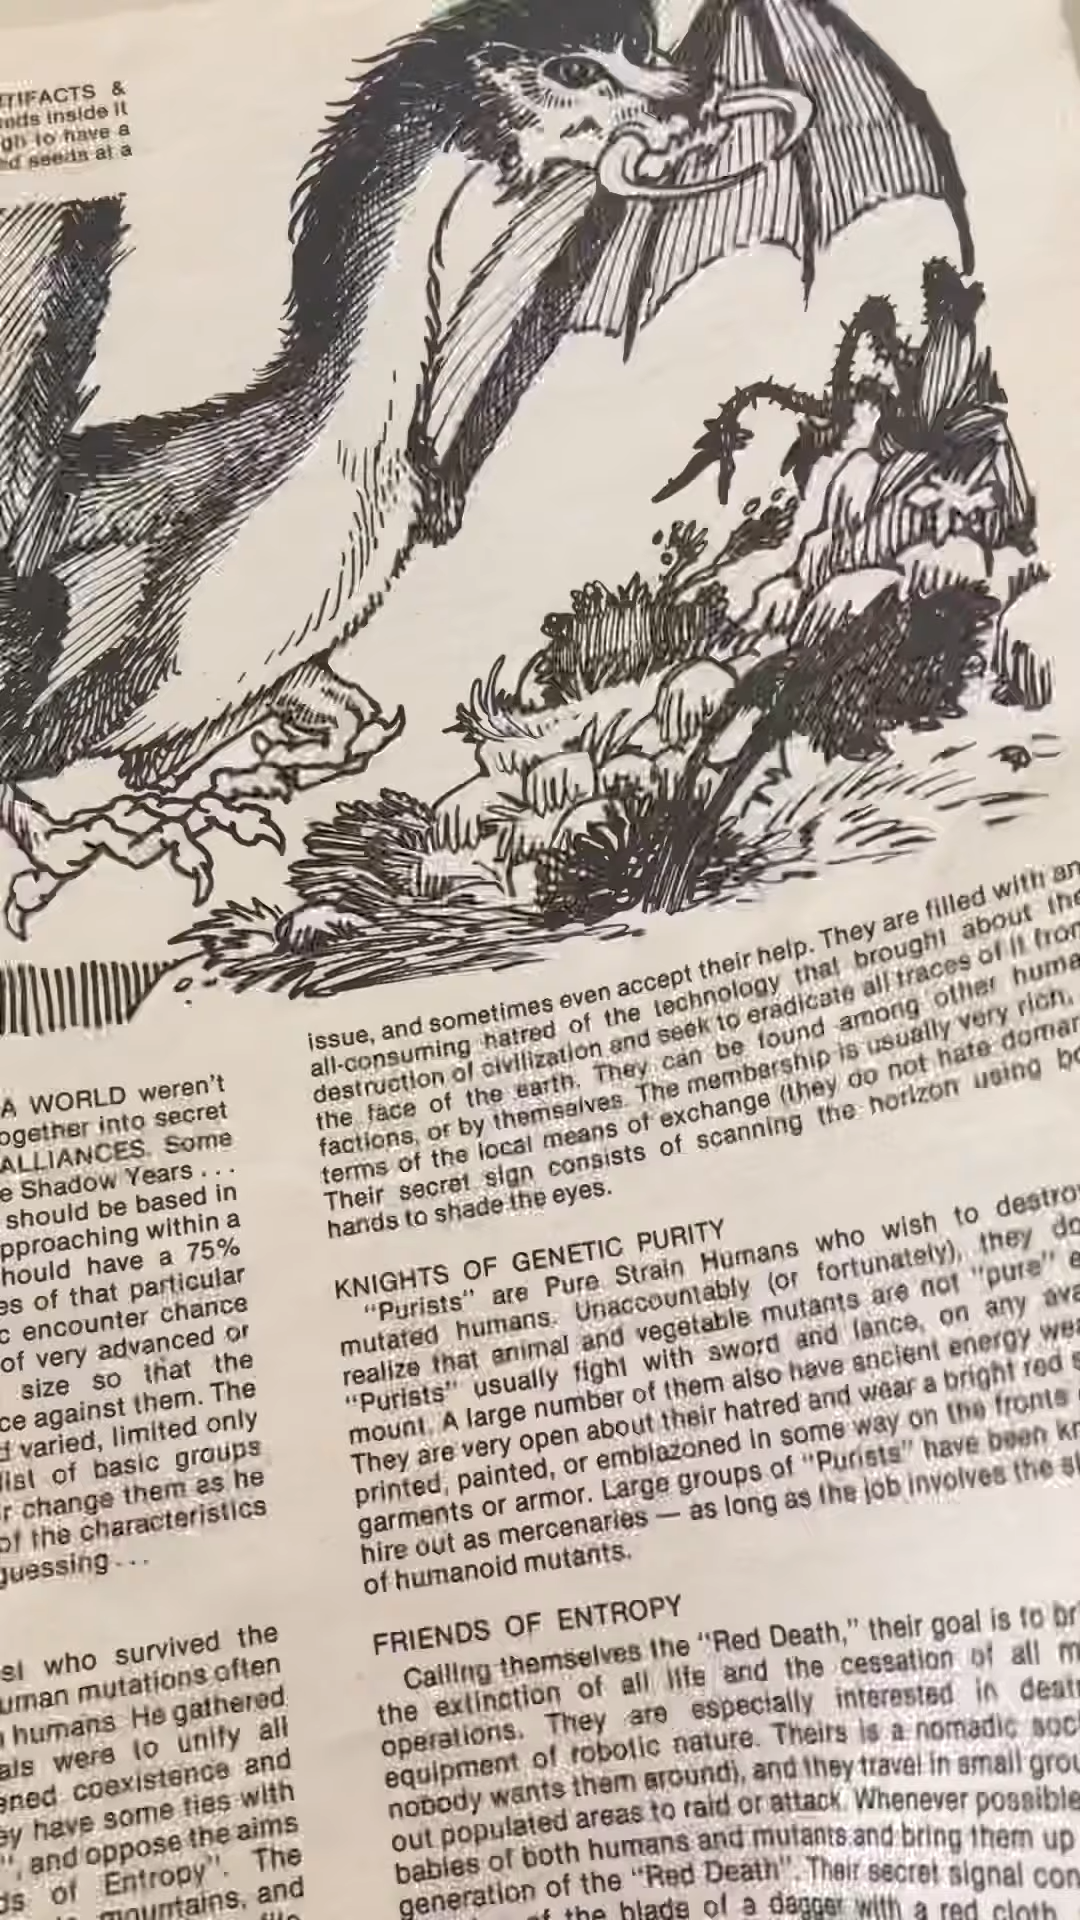 TIFACTS &
inside it
gh to have a
ed seeds at a
A WORLD weren't
ogether into secret
ALLIANCES. Some
e Shadow Years . . .
should be based in
pproaching within a
hould have a 75%
es of that particular
c encounter chance
of very advanced or
size so that the
ce against them. The
d varied, limited only
list of basic groups
r change them as he
of the characteristics
guessing . . .
who survived the
uman mutations often
humans. He gathered
als were to unify all
ened coexistence and
ey have some ties with
", and oppose the aims
ds of Entropy". The
mountains, and
issue, and sometimes even accept their help. They are filled with an
all-consuming hatred of the technology that brought about the
destruction of civilization and seek to eradicate all traces of it from
the face of the earth. They can be found among other huma
factions, or by themselves. The membership is usually very rich,
terms of the local means of exchange (they do not hate domar
Their secret sign consists of scanning the horizon using bo
hands to shade the eyes.
KNIGHTS OF GENETIC PURITY
"Purists" are Pure Strain Humans who wish to destro
mutated humans. Unaccountably (or fortunately), they do
realize that animal and vegetable mutants are not "pure" e
"Purists" usually fight with sword and lance, on any ava
mount. A large number of them also have ancient energy wea
They are very open about their hatred and wear a bright red s
printed, painted, or emblazoned in some way on the fronts
garments or armor. Large groups of "Purists" have been kn
hire out as mercenaries — as long as the job involves the sl
of humanoid mutants.
FRIENDS OF ENTROPY
Calling themselves the "Red Death," their goal is to br
the extinction of all life and the cessation of all m
operations. They are especially interested in destr
equipment of robotic nature. Theirs is a nomadic soc
nobody wants them around), and they travel in small grou
out populated areas to raid or attack. Whenever possible
babies of both humans and mutants and bring them up
generation of the "Red Death". Their secret signal con
of the blade of a dagger with a red cloth